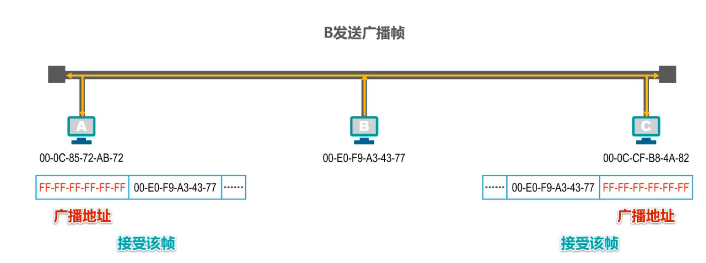 B发送广播帧
A
B
C
00-0C-85-72-AB-72
00-E0-F9-A3-43-77
00-0C-CF-B8-4A-82
FF-FF-FF-FF-FF-FF 00-E0-F9-A3-43-77 ······
······ 00-E0-F9-A3-43-77 FF-FF-FF-FF-FF-FF
广播地址
广播地址
接受该帧
接受该帧